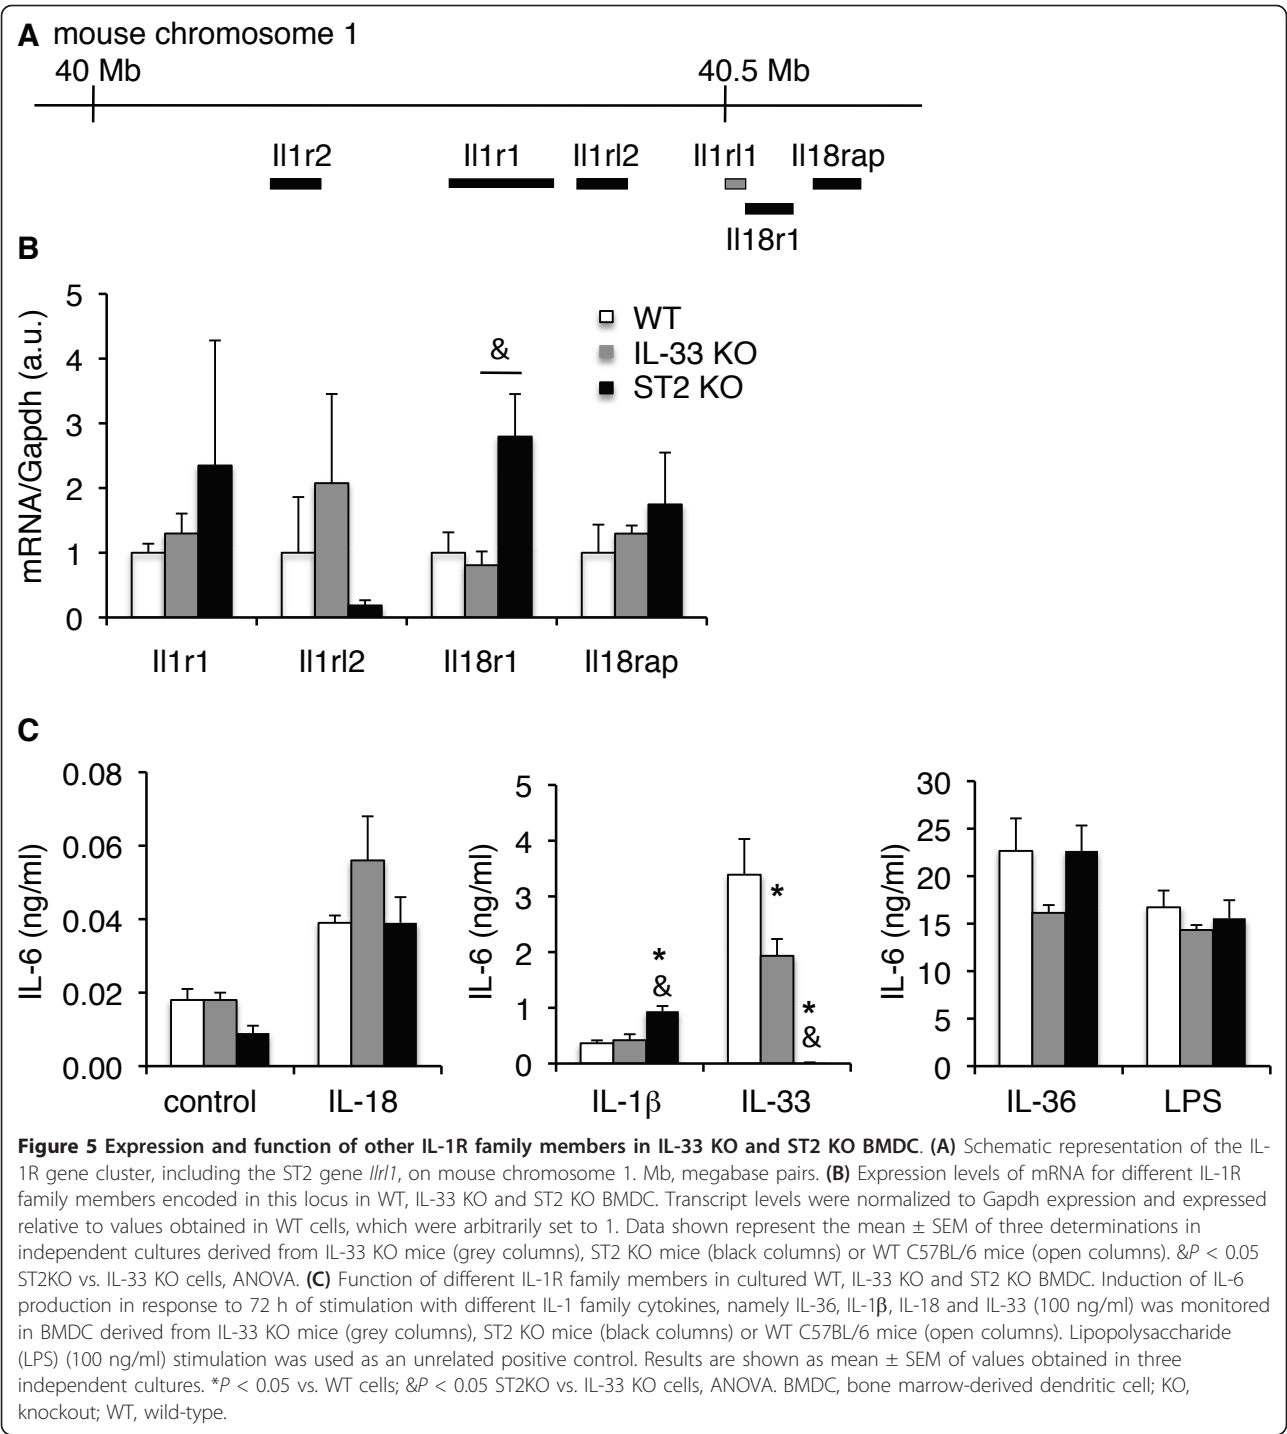 A mouse chromosome 1
40 Mb 40.5 Mb
Il1r2 Il1r1 Il1rl2 Il1rl1 Il18rap
Il18r1
B
mRNA/Gapdh (a.u.)
5
4
3
2
1
0
&
WT
IL-33 KO
ST2 KO
Il1r1 Il1rl2 Il18r1 Il18rap
C
IL-6 (ng/ml)
0.08
0.06
0.04
0.02
0.00
control IL-18
IL-6 (ng/ml)
5
4
3
2
1
0
*
&
*
*
&
IL-1β IL-33
IL-6 (ng/ml)
30
25
20
15
10
5
0
IL-36 LPS
Figure 5 Expression and function of other IL-1R family members in IL-33 KO and ST2 KO BMDC. (A) Schematic representation of the IL-
1R gene cluster, including the ST2 gene Ilrl1, on mouse chromosome 1. Mb, megabase pairs. (B) Expression levels of mRNA for different IL-1R
family members encoded in this locus in WT, IL-33 KO and ST2 KO BMDC. Transcript levels were normalized to Gapdh expression and expressed
relative to values obtained in WT cells, which were arbitrarily set to 1. Data shown represent the mean ± SEM of three determinations in
independent cultures derived from IL-33 KO mice (grey columns), ST2 KO mice (black columns) or WT C57BL/6 mice (open columns). &P < 0.05
ST2KO vs. IL-33 KO cells, ANOVA. (C) Function of different IL-1R family members in cultured WT, IL-33 KO and ST2 KO BMDC. Induction of IL-6
production in response to 72 h of stimulation with different IL-1 family cytokines, namely IL-36, IL-1β, IL-18 and IL-33 (100 ng/ml) was monitored
in BMDC derived from IL-33 KO mice (grey columns), ST2 KO mice (black columns) or WT C57BL/6 mice (open columns). Lipopolysaccharide
(LPS) (100 ng/ml) stimulation was used as an unrelated positive control. Results are shown as mean ± SEM of values obtained in three
independent cultures. *P < 0.05 vs. WT cells; &P < 0.05 ST2KO vs. IL-33 KO cells, ANOVA. BMDC, bone marrow-derived dendritic cell; KO,
knockout; WT, wild-type.